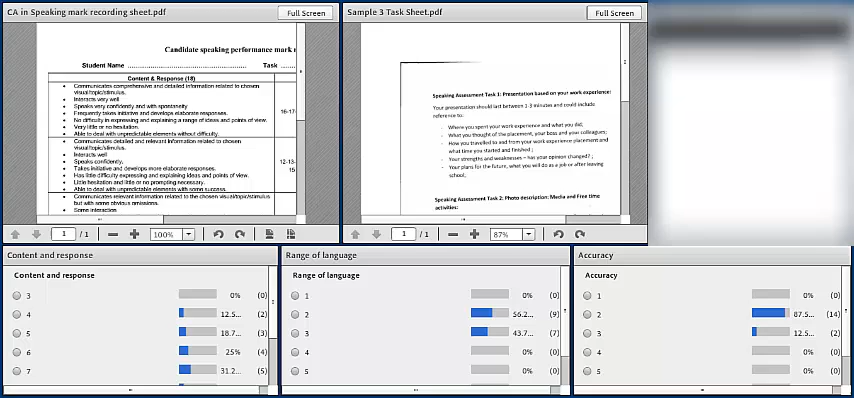 CA in Speaking mark recording sheet.pdf
Full Screen
Candidate speaking performance mark r
Student Name
Task
Content & Response (18)
Communicates comprehensive and detailed information related to chosen
visual/topic/stimulus.
Interacts very well
Speaks very confidently and with spontaneity
Frequently takes initiative and develops elaborate responses.
No difficulty in expressing and explaining a range of ideas and points of view.
Very little or no hesitation.
Able to deal with unpredictable elements without difficulty.
16-17-
Communicates detailed and relevant information related to chosen
visual/topic/stimulus.
Interacts well
Speaks confidently.
Takes initiative and develops more elaborate responses.
Has little difficulty expressing and explaining ideas and points of view.
Little hesitation and little or no prompting necessary.
Able to deal with unpredictable elements with some success.
12-13-
15
Communicates relevant information related to the chosen visual/topic/stimulus
but with some obvious omissions.
Some interaction
1 / 1
100%
Sample 3 Task Sheet.pdf
Full Screen
Speaking Assessment Task 1: Presentation based on your work experience:
Your presentation should last between 1-3 minutes and could include
reference to:
- Where you spent your work experience and what you did;
- What you thought of the placement, your boss and your colleagues;
- How you travelled to and from your work experience placement and
what time you started and finished;
- Your strengths and weaknesses – has your opinion changed? ;
- Your plans for the future, what you will do as a job or after leaving
school;
Speaking Assessment Task 2: Photo description: Media and Free time
activities:
1 / 1
87%
Content and response
Content and response
3 0% (0)
4 12.5... (2)
5 18.7... (3)
6 25% (4)
7 31.2... (5)
Range of language
Range of language
1 0% (0)
2 56.2... (9)
3 43.7... (7)
4 0% (0)
5 0% (0)
Accuracy
Accuracy
1 0% (0)
2 87.5... (14)
3 12.5... (2)
4 0% (0)
5 0% (0)